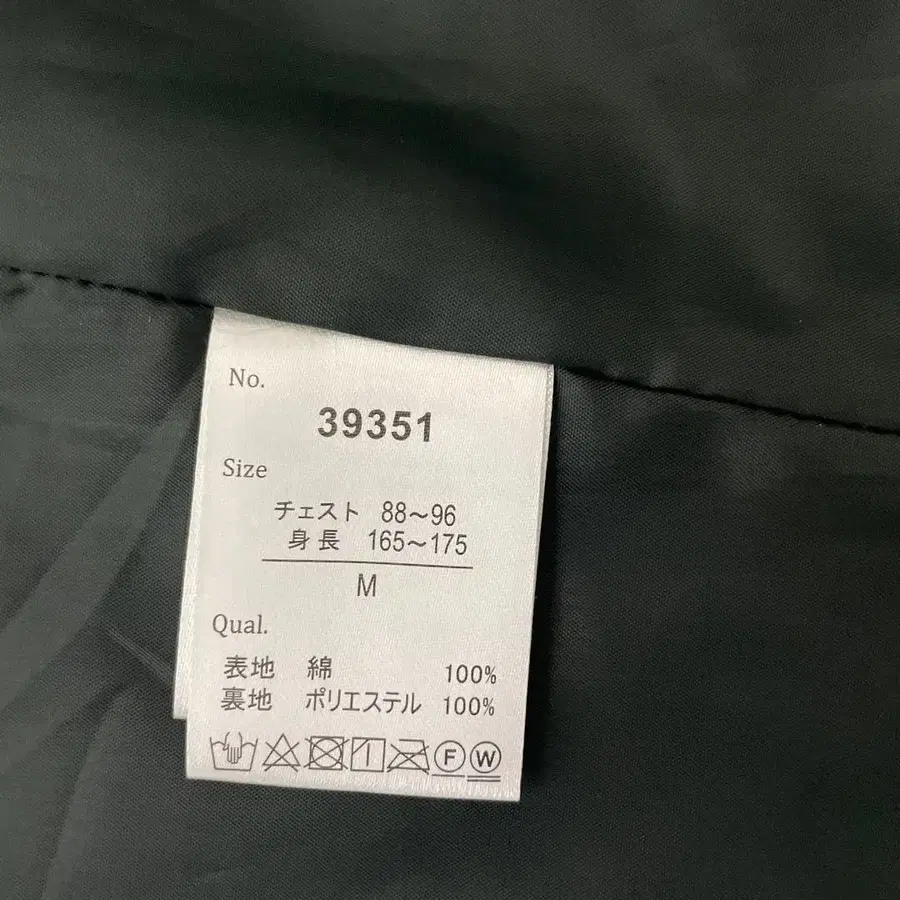 No.
39351
Size
チェスト 88～96
身長 165～175
M
Qual.
表地 綿 100%
裏地 ポリエステル 100%
F W